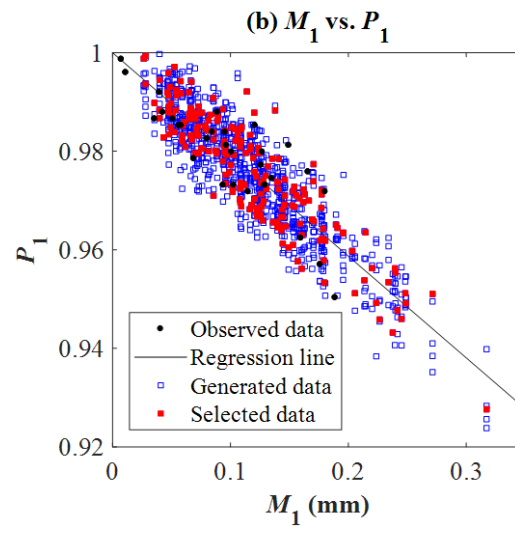 (b) M1 vs. P1
1
0.98
0.96
0.94
0.92
P1
Observed data
Regression line
Generated data
Selected data
0 0.1 0.2 0.3
M1 (mm)